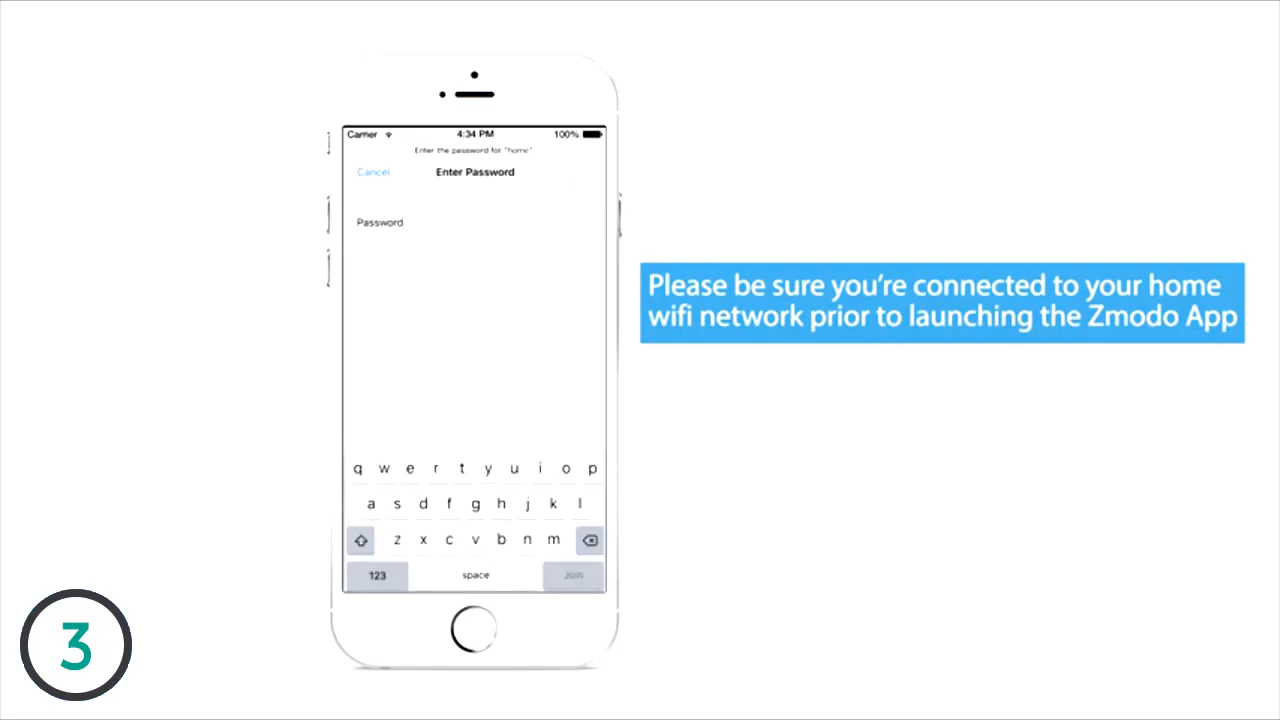 Carrier 4:34 PM 100%
Enter the password for "home"
Cancel Enter Password
Password
q w e r t y u i o p
a s d f g h j k l
z x c v b n m
123 space Join
Please be sure you're connected to your home
wifi network prior to launching the Zmodo App
3